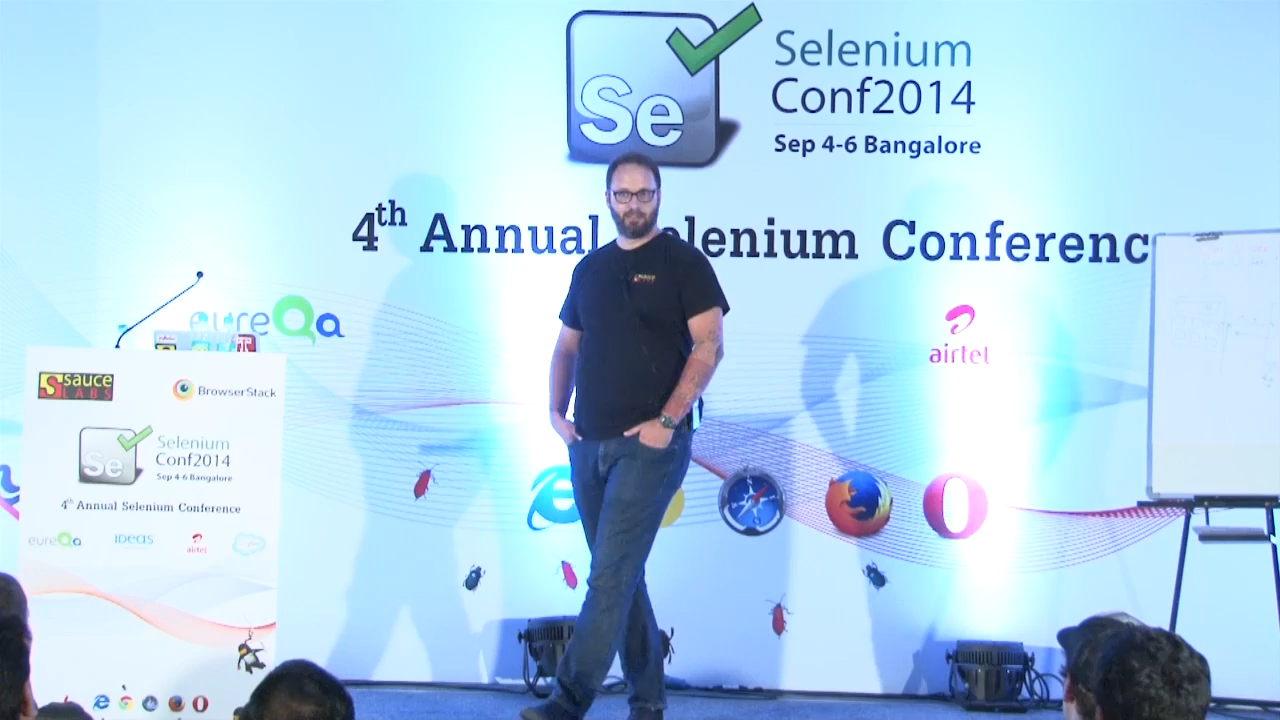 Se
Selenium
Conf2014
Sep 4-6 Bangalore
4th Annual Selenium Conferenc
eureQa
airtel
sauce
LABS
BrowserStack
Se
Selenium
Conf2014
Sep 4-6 Bangalore
4th Annual Selenium Conference
eureQa
IDeaS
airtel